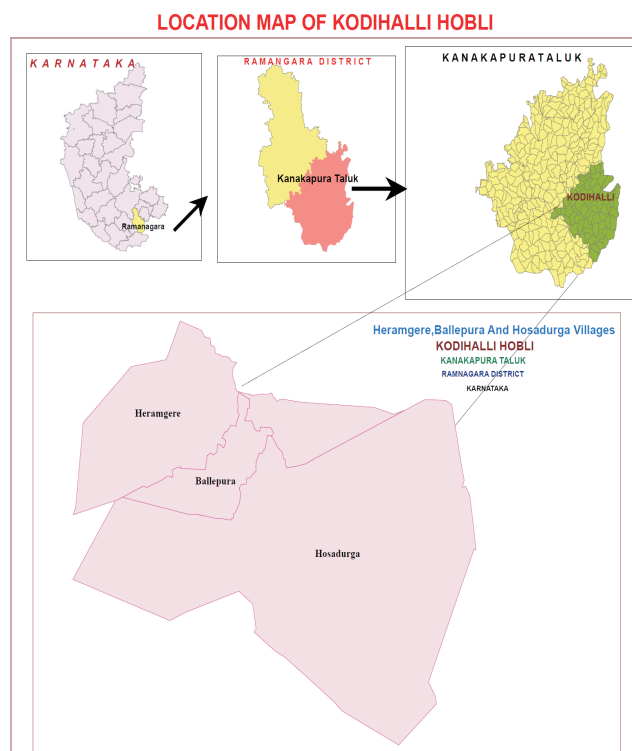 LOCATION MAP OF KODIHALLI HOBLI
KARNATAKA
Ramanagara
RAMANGARA DISTRICT
Kanakapura Taluk
KANAKAPURATALUK
KODIHALLI
Heramgere,Ballepura And Hosadurga Villages
KODIHALLI HOBLI
KANAKAPURA TALUK
RAMNAGARA DISTRICT
KARNATAKA
Heramgere
Ballepura
Hosadurga